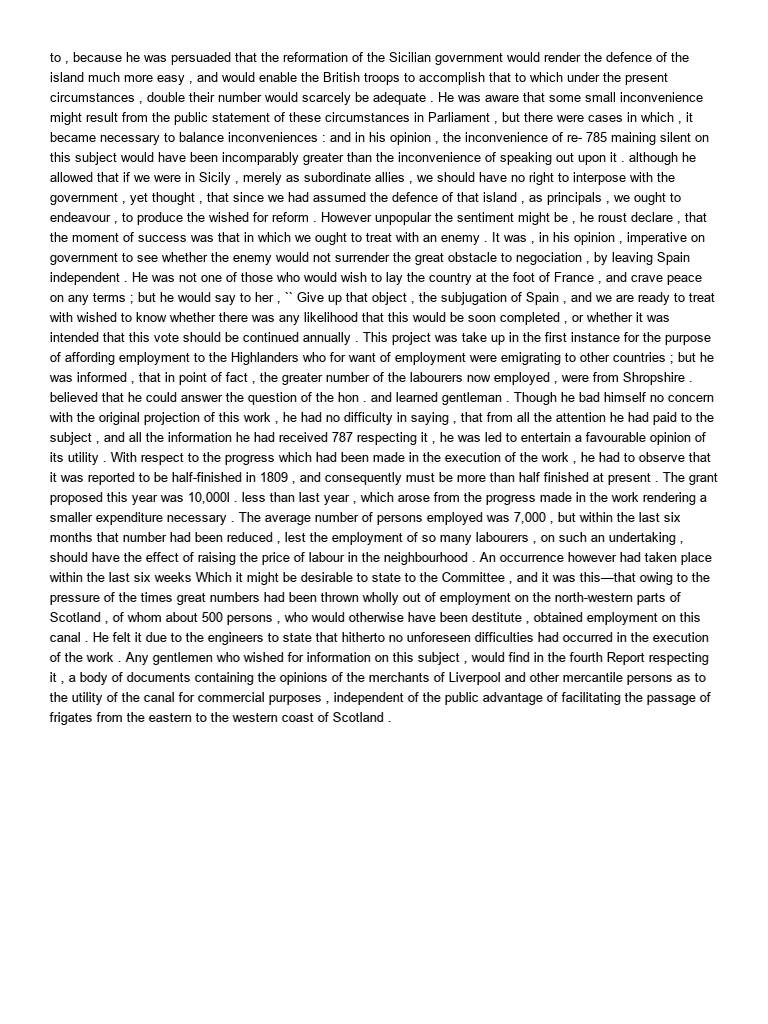 to , because he was persuaded that the reformation of the Sicilian government would render the defence of the
island much more easy , and would enable the British troops to accomplish that to which under the present
circumstances , double their number would scarcely be adequate . He was aware that some small inconvenience
might result from the public statement of these circumstances in Parliament , but there were cases in which , it
became necessary to balance inconveniences : and in his opinion , the inconvenience of re- 785 maining silent on
this subject would have been incomparably greater than the inconvenience of speaking out upon it . although he
allowed that if we were in Sicily , merely as subordinate allies , we should have no right to interpose with the
government , yet thought , that since we had assumed the defence of that island , as principals , we ought to
endeavour , to produce the wished for reform . However unpopular the sentiment might be , he roust declare , that
the moment of success was that in which we ought to treat with an enemy . It was , in his opinion , imperative on
government to see whether the enemy would not surrender the great obstacle to negociation , by leaving Spain
independent . He was not one of those who would wish to lay the country at the foot of France , and crave peace
on any terms ; but he would say to her , `` Give up that object , the subjugation of Spain , and we are ready to treat
with wished to know whether there was any likelihood that this would be soon completed , or whether it was
intended that this vote should be continued annually . This project was take up in the first instance for the purpose
of affording employment to the Highlanders who for want of employment were emigrating to other countries ; but he
was informed , that in point of fact , the greater number of the labourers now employed , were from Shropshire .
believed that he could answer the question of the hon . and learned gentleman . Though he bad himself no concern
with the original projection of this work , he had no difficulty in saying , that from all the attention he had paid to the
subject , and all the information he had received 787 respecting it , he was led to entertain a favourable opinion of
its utility . With respect to the progress which had been made in the execution of the work , he had to observe that
it was reported to be half-finished in 1809 , and consequently must be more than half finished at present . The grant
proposed this year was 10,000l . less than last year , which arose from the progress made in the work rendering a
smaller expenditure necessary . The average number of persons employed was 7,000 , but within the last six
months that number had been reduced , lest the employment of so many labourers , on such an undertaking ,
should have the effect of raising the price of labour in the neighbourhood . An occurrence however had taken place
within the last six weeks Which it might be desirable to state to the Committee , and it was this—that owing to the
pressure of the times great numbers had been thrown wholly out of employment on the north-western parts of
Scotland , of whom about 500 persons , who would otherwise have been destitute , obtained employment on this
canal . He felt it due to the engineers to state that hitherto no unforeseen difficulties had occurred in the execution
of the work . Any gentlemen who wished for information on this subject , would find in the fourth Report respecting
it , a body of documents containing the opinions of the merchants of Liverpool and other mercantile persons as to
the utility of the canal for commercial purposes , independent of the public advantage of facilitating the passage of
frigates from the eastern to the western coast of Scotland .